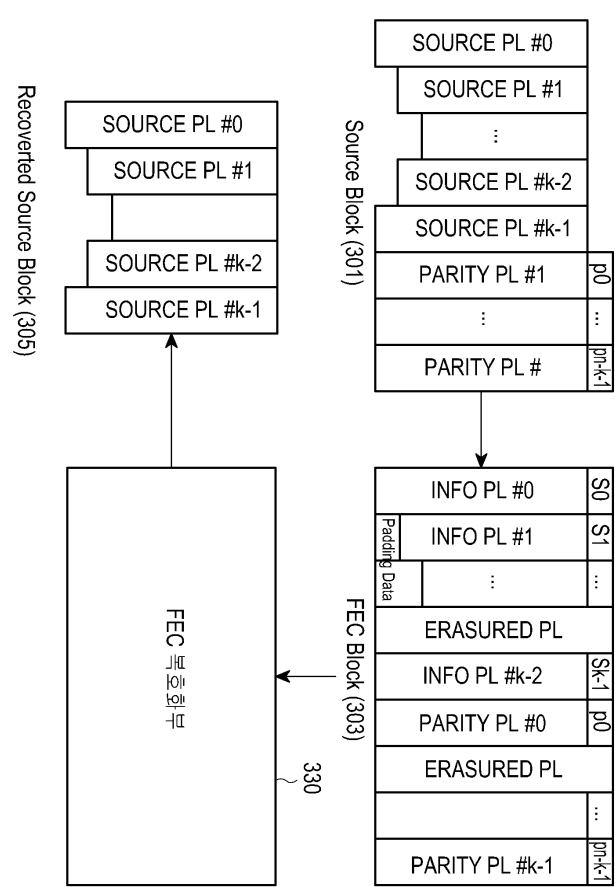 SOURCE PL #0
SOURCE PL #1
...
SOURCE PL #k-2
SOURCE PL #k-1
PARITY PL #1
p0
...
...
PARITY PL #
pn-k-1
Source Block (301)
SOURCE PL #0
SOURCE PL #1
SOURCE PL #k-2
SOURCE PL #k-1
Recoverted Source Block (305)
INFO PL #0
S0
INFO PL #1
S1
Padding Data
...
...
ERASURED PL
INFO PL #k-2
Sk-1
PARITY PL #0
p0
ERASURED PL
...
PARITY PL #k-1
pn-k-1
FEC Block (303)
FEC 복호화부
330